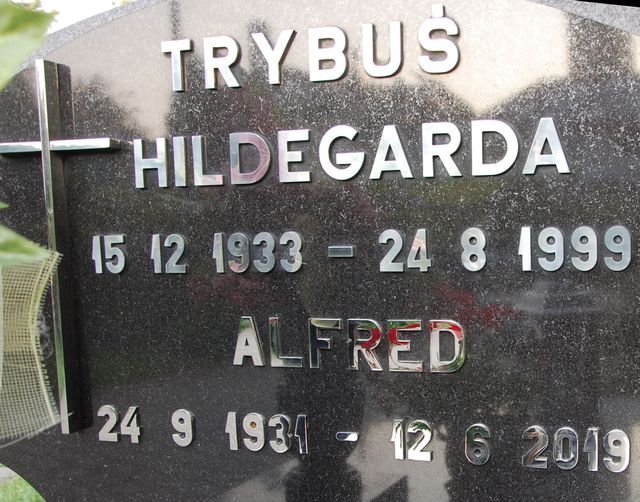 TRYBUŚ
HILDEGARDA
15 12 1933 - 24 8 1999
ALFRED
24 9 1931 - 12 6 2019